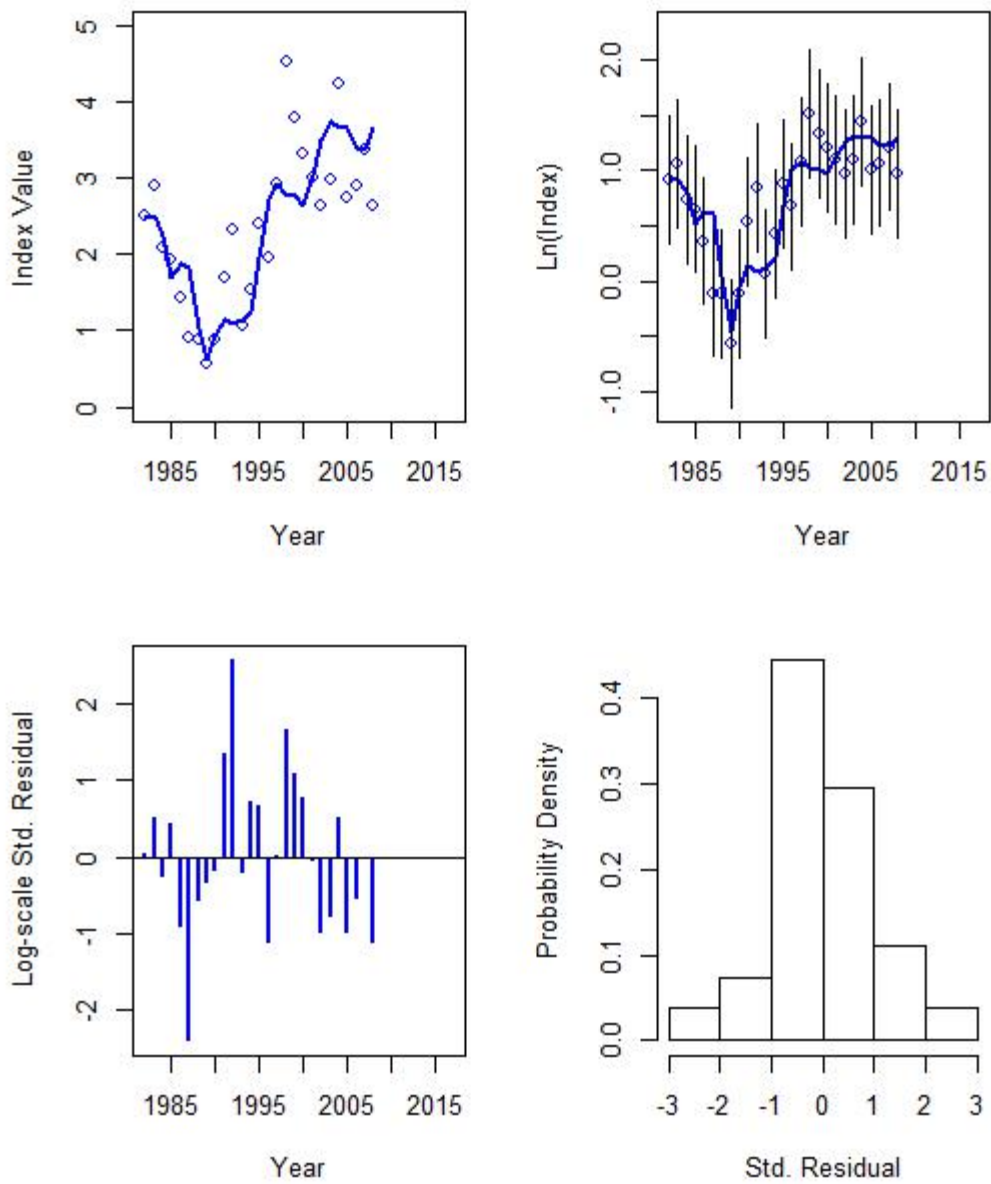 Index Value
5
4
3
2
1
0
1985 1995 2005 2015
Year
Ln(Index)
2.0
1.0
0.0
-1.0
1985 1995 2005 2015
Year
Log-scale Std. Residual
2
1
0
-1
-2
1985 1995 2005 2015
Year
Probability Density
0.4
0.3
0.2
0.1
0.0
-3 -2 -1 0 1 2 3
Std. Residual